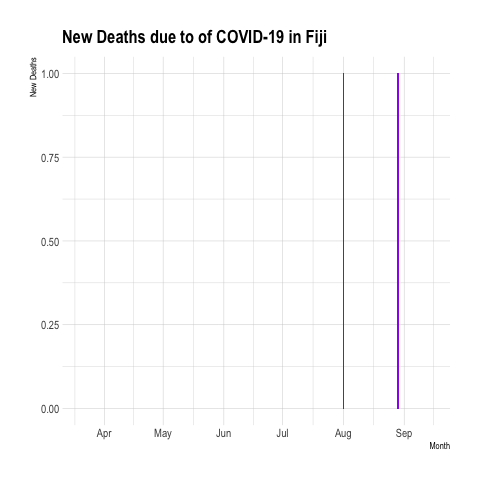 New Deaths due to of COVID-19 in Fiji
New Deaths
1.00
0.75
0.50
0.25
0.00
Apr May Jun Jul Aug Sep
Month